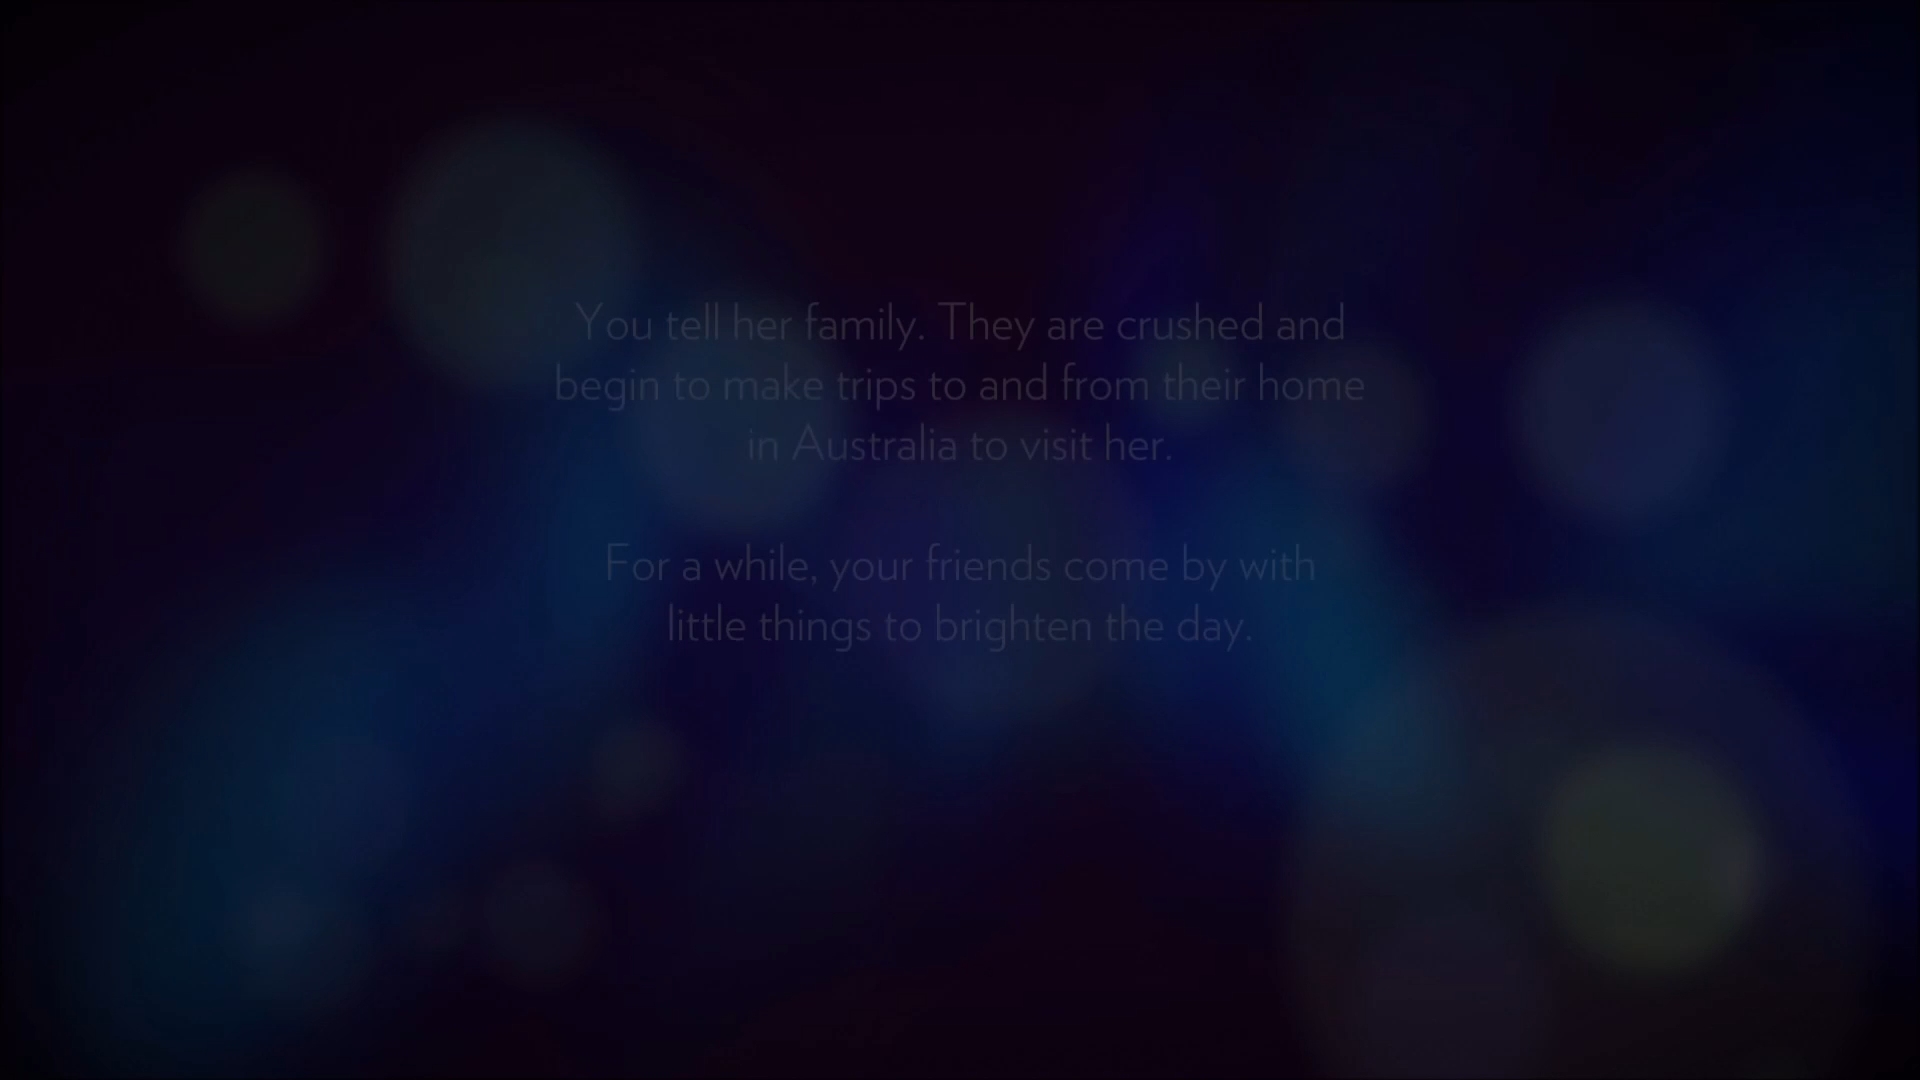 You tell her family. They are crushed and
begin to make trips to and from their home
in Australia to visit her.
For a while, your friends come by with
little things to brighten the day.